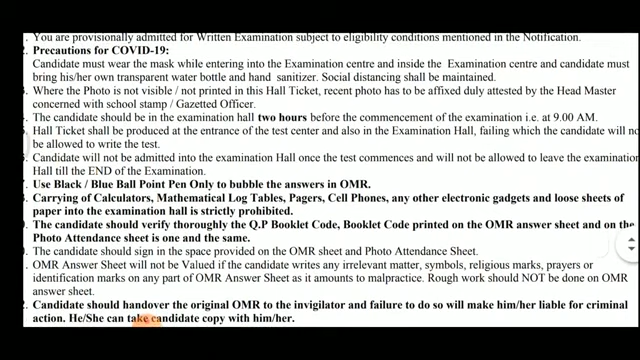 . You are provisionally admitted for Written Examination subject to eligibility conditions mentioned in the Notification.
2. Precautions for COVID-19:
Candidate must wear the mask while entering into the Examination centre and inside the Examination centre and candidate must
bring his/her own transparent water bottle and hand sanitizer. Social distancing shall be maintained.
. Where the Photo is not visible / not printed in this Hall Ticket, recent photo has to be affixed duly attested by the Head Master
concerned with school stamp / Gazetted Officer.
. The candidate should be in the examination hall two hours before the commencement of the examination i.e. at 9.00 AM.
. Hall Ticket shall be produced at the entrance of the test center and also in the Examination Hall, failing which the candidate will no
be allowed to write the test.
. Candidate will not be admitted into the examination Hall once the test commences and will not be allowed to leave the examination
Hall till the END of the Examination.
. Use Black / Blue Ball Point Pen Only to bubble the answers in OMR.
. Carrying of Calculators, Mathematical Log Tables, Pagers, Cell Phones, any other electronic gadgets and loose sheets of
paper into the examination hall is strictly prohibited.
. The candidate should verify thoroughly the Q.P Booklet Code, Booklet Code printed on the OMR answer sheet and on the
Photo Attendance sheet is one and the same.
0. The candidate should sign in the space provided on the OMR sheet and Photo Attendance Sheet.
. OMR Answer Sheet will not be Valued if the candidate writes any irrelevant matter, symbols, religious marks, prayers or
identification marks on any part of OMR Answer Sheet as it amounts to malpractice. Rough work should NOT be done on OMR
answer sheet.
2. Candidate should handover the original OMR to the invigilator and failure to do so will make him/her liable for criminal
action. He/She can take candidate copy with him/her.